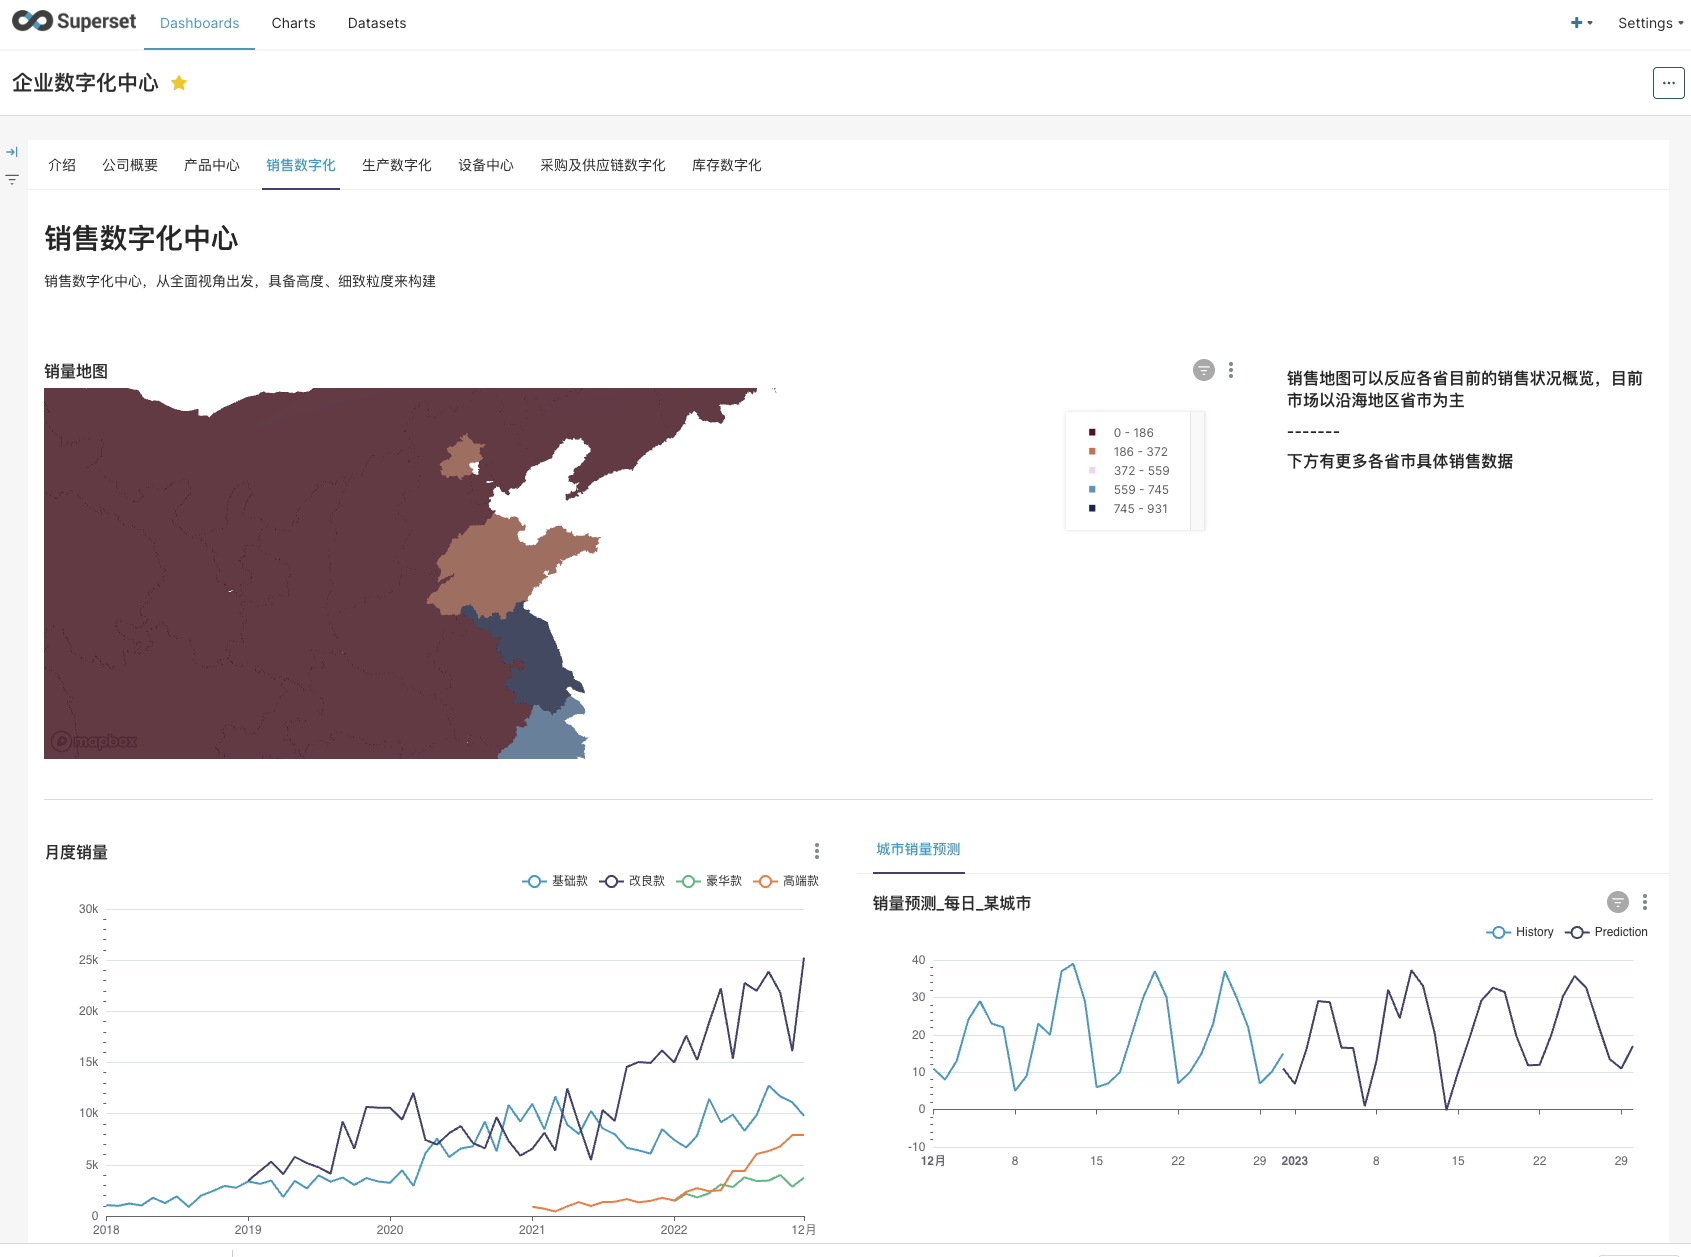 Superset
Dashboards
Charts
Datasets
Settings
企业数字化中心
介绍
公司概要
产品中心
销售数字化
生产数字化
设备中心
采购及供应链数字化
库存数字化
销售数字化中心
销售数字化中心，从全面视角出发，具备高度、细致粒度来构建
销量地图
0 - 186
186 - 372
372 - 559
559 - 745
745 - 931
mapbox
销售地图可以反应各省目前的销售状况概览，目前
市场以沿海地区省市为主
-------
下方有更多各省市具体销售数据
月度销量
基础款
改良款
豪华款
高端款
30k
25k
20k
15k
10k
5k
0
2018
2019
2020
2021
2022
12月
城市销量预测
销量预测_每日_某城市
History
Prediction
40
30
20
10
0
-10
12月
8
15
22
29
2023
8
15
22
29